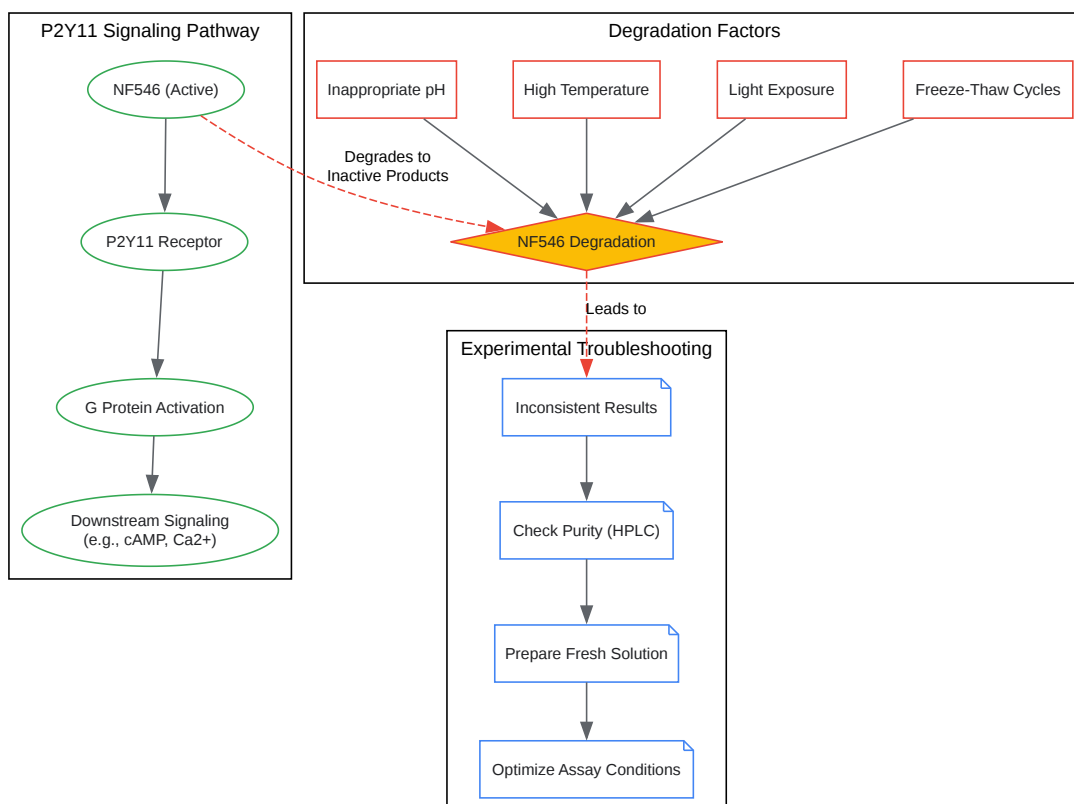 P2Y11 Signaling Pathway
NF546 (Active)
P2Y11 Receptor
G Protein Activation
Downstream Signaling
(e.g., cAMP, Ca2+)
Degradation Factors
Inappropriate pH
High Temperature
Light Exposure
Freeze-Thaw Cycles
Degrades to
Inactive Products
NF546 Degradation
Leads to
Experimental Troubleshooting
Inconsistent Results
Check Purity (HPLC)
Prepare Fresh Solution
Optimize Assay Conditions